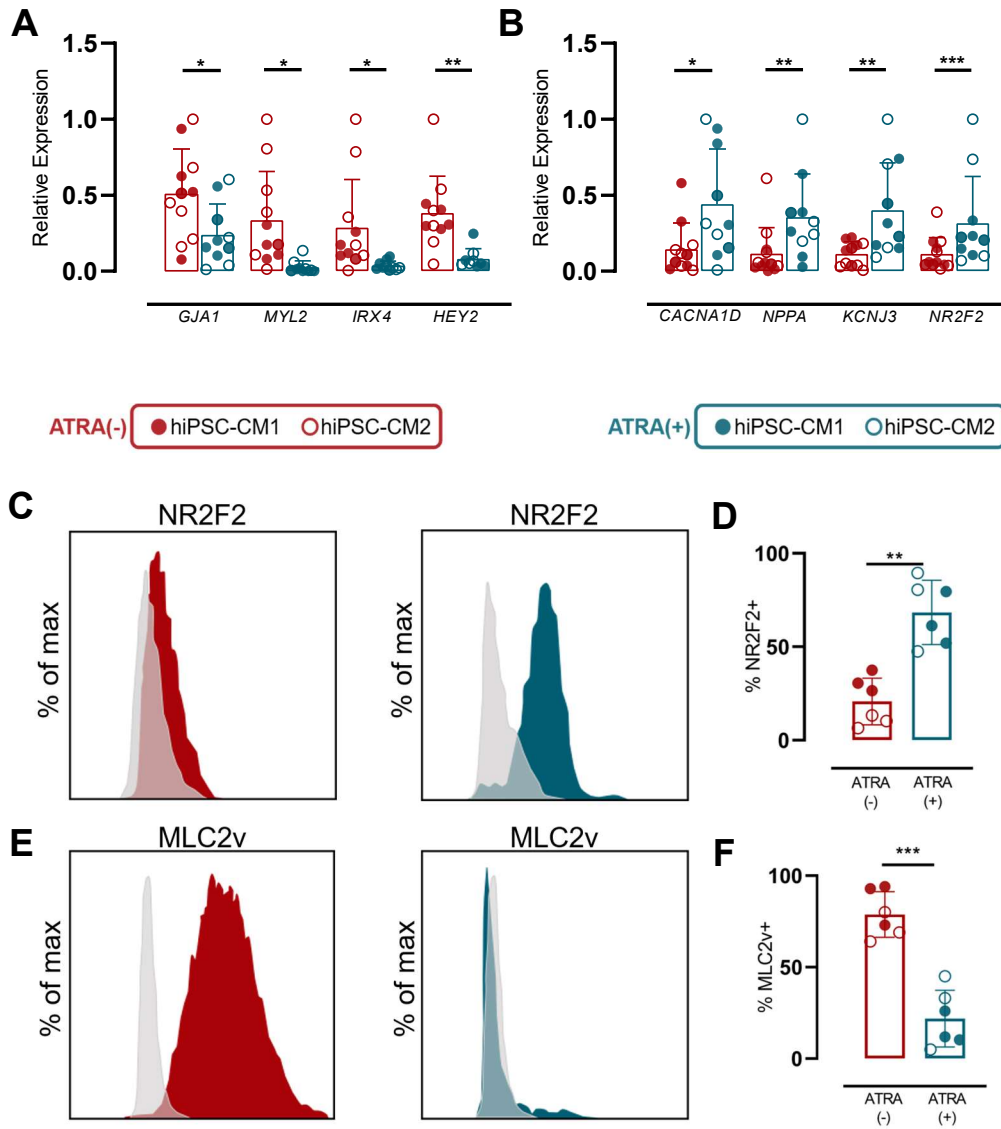 A
B
1.5
1.0
0.5
0.0
Relative Expression
* * * **
GJA1 MYL2 IRX4 HEY2
1.5
1.0
0.5
0.0
Relative Expression
* ** ** ***
CACNA1D NPPA KCNJ3 NR2F2
ATRA(-) hiPSC-CM1 hiPSC-CM2
ATRA(+) hiPSC-CM1 hiPSC-CM2
C
NR2F2
% of max
NR2F2
% of max
D
100
50
0
% NR2F2+
**
ATRA ATRA
(-) (+)
E
MLC2v
% of max
MLC2v
% of max
F
100
50
0
% MLC2v+
***
ATRA ATRA
(-) (+)